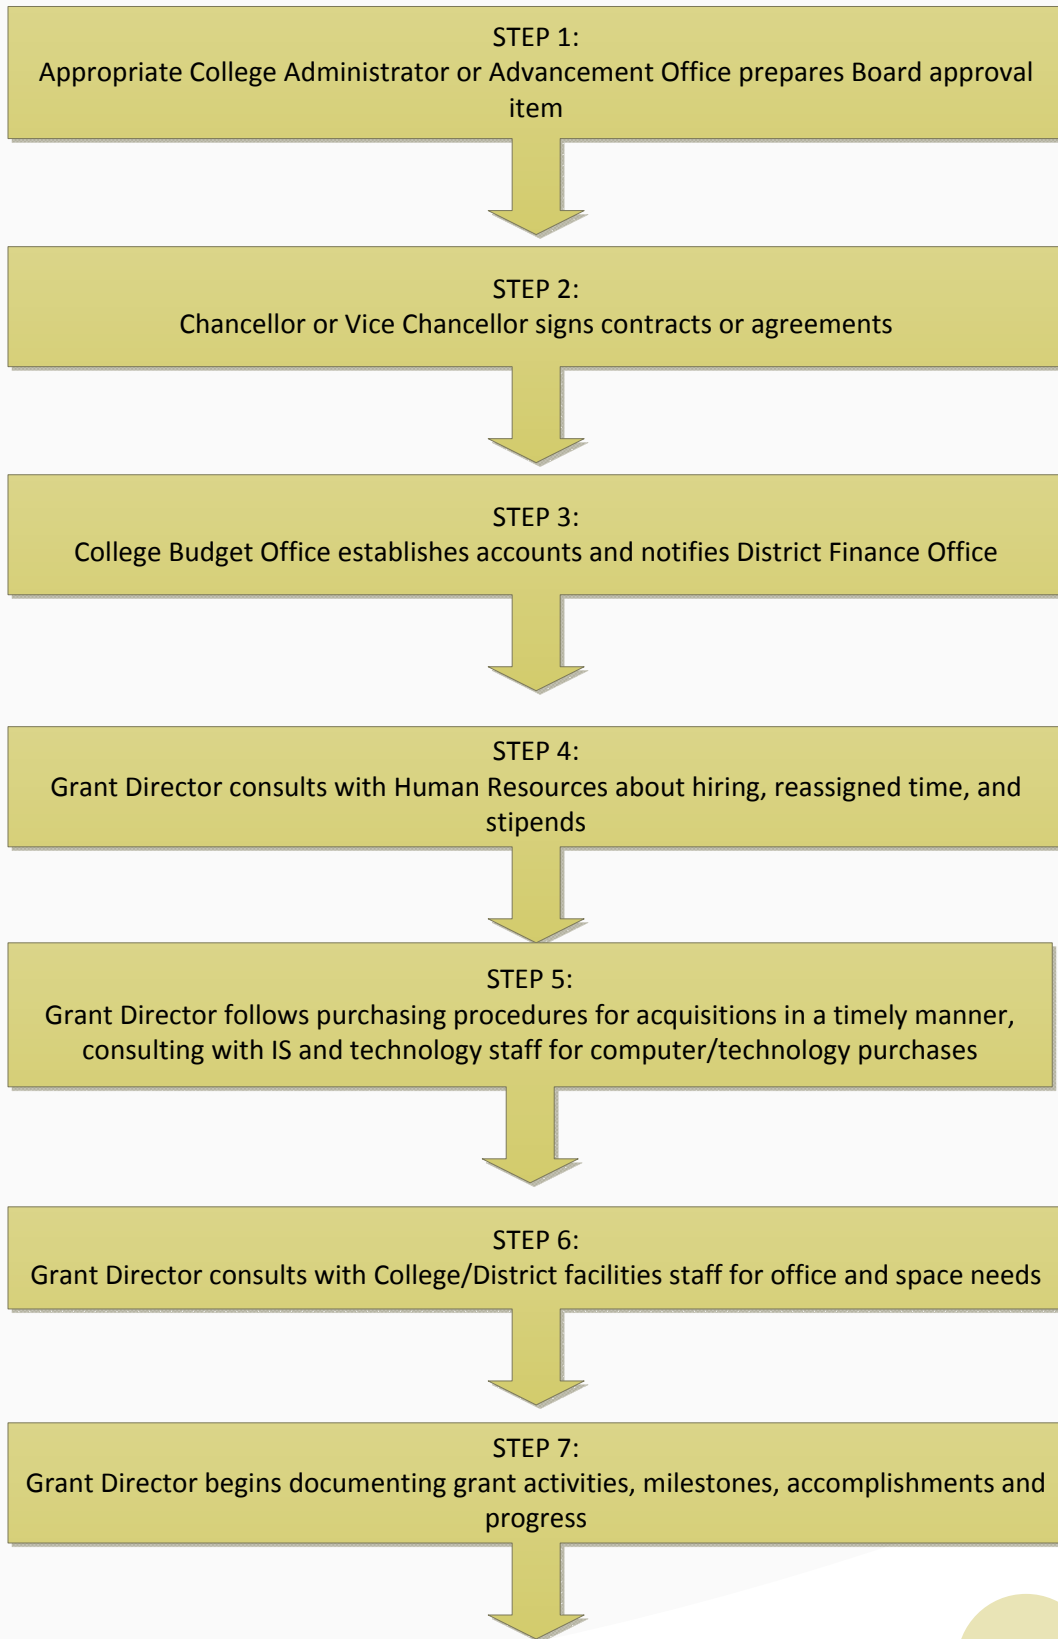 STEP 1:
Appropriate College Administrator or Advancement Office prepares Board approval
item
STEP 2:
Chancellor or Vice Chancellor signs contracts or agreements
STEP 3:
College Budget Office establishes accounts and notifies District Finance Office
STEP 4:
Grant Director consults with Human Resources about hiring, reassigned time, and
stipends
STEP 5:
Grant Director follows purchasing procedures for acquisitions in a timely manner,
consulting with IS and technology staff for computer/technology purchases
STEP 6:
Grant Director consults with College/District facilities staff for office and space needs
STEP 7:
Grant Director begins documenting grant activities, milestones, accomplishments and
progress